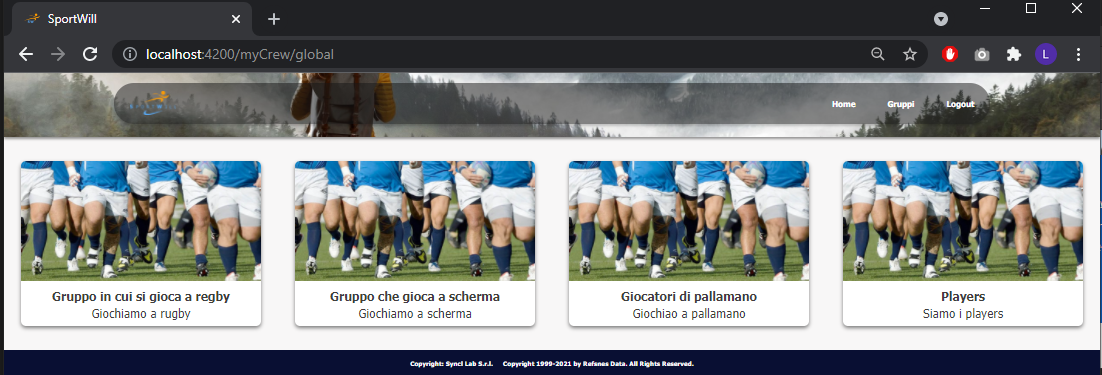 SportWill
localhost:4200/myCrew/global
L
Home Gruppi Logout
Gruppo in cui si gioca a regby
Giochiamo a rugby
Gruppo che gioca a scherma
Giochiamo a scherma
Giocatori di pallamano
Giochiao a pallamano
Players
Siamo i players
Copyright: Syncl Lab S.r.l. Copyright 1999-2021 by Refsnes Data. All Rights Reserved.